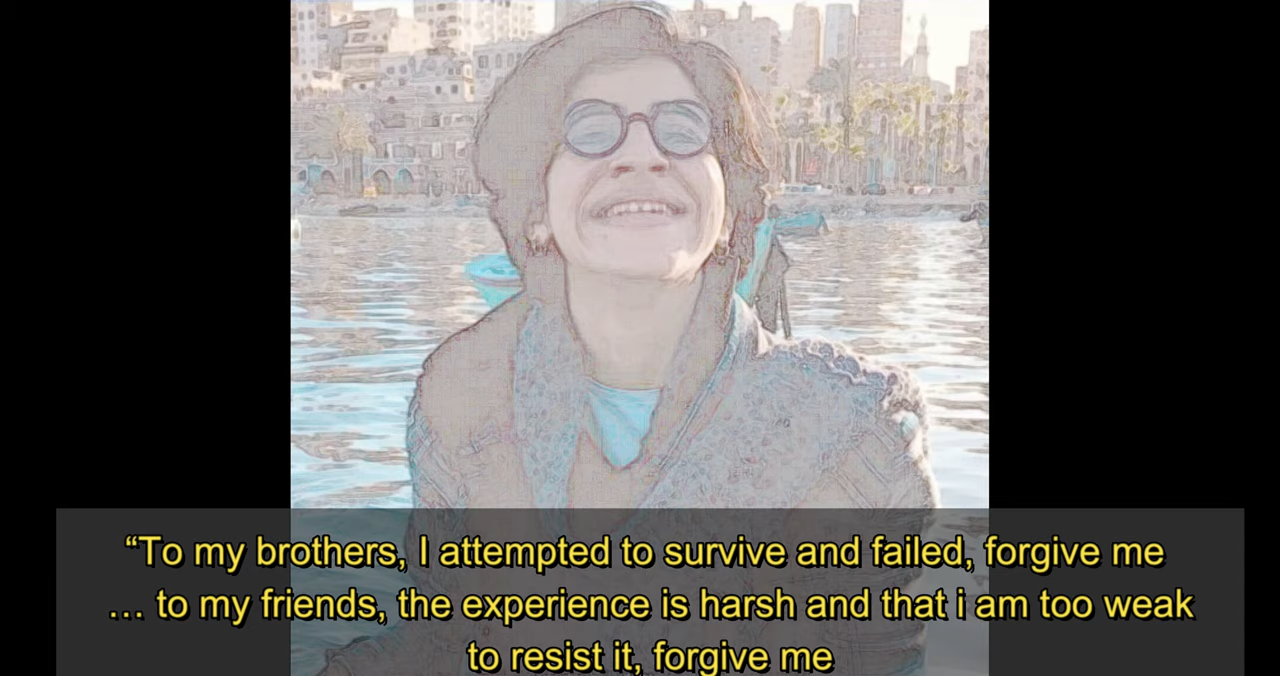 “To my brothers, I attempted to survive and failed, forgive me
… to my friends, the experience is harsh and that i am too weak
to resist it, forgive me